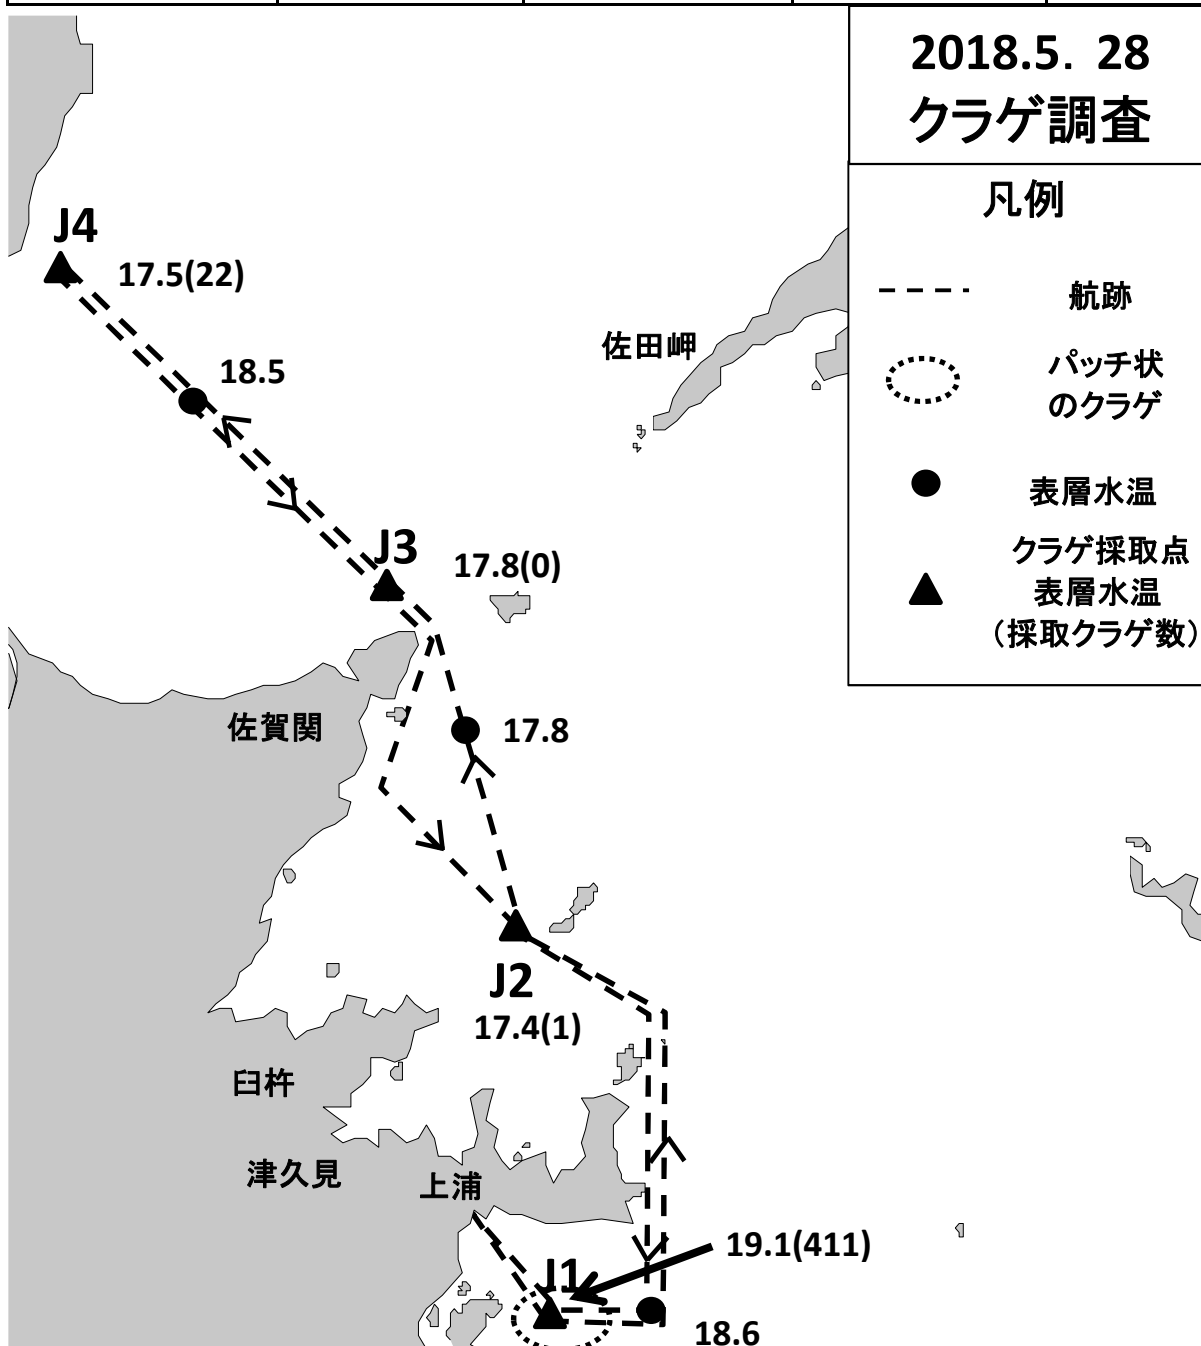 2018.5. 28
クラゲ調査
凡例
航跡
パッチ状
のクラゲ
表層水温
クラゲ採取点
表層水温
（採取クラゲ数）
J4
17.5(22)
18.5
佐田岬
J3
17.8(0)
佐賀関
17.8
J2
17.4(1)
臼杵
津久見
上浦
19.1(411)
J1
18.6